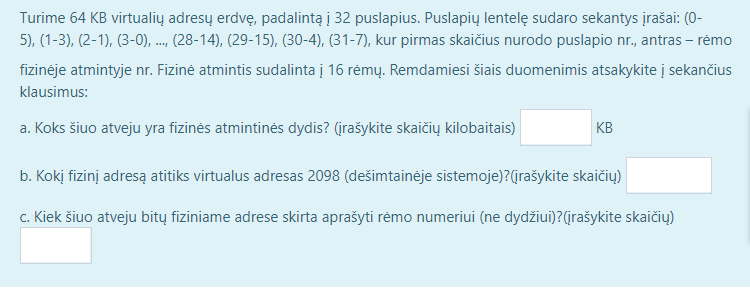 Turime 64 KB virtualių adresų erdvę, padalintą į 32 puslapius. Puslapių lentelę sudaro sekantys įrašai: (0-
5), (1-3), (2-1), (3-0), ..., (28-14), (29-15), (30-4), (31-7), kur pirmas skaičius nurodo puslapio nr., antras – rėmo
fizinėje atmintyje nr. Fizinė atmintis sudalinta į 16 rėmų. Remdamiesi šiais duomenimis atsakykite į sekančius
klausimus:
a. Koks šiuo atveju yra fizinės atmintinės dydis? (įrašykite skaičių kilobaitais) KB
b. Kokį fizinį adresą atitiks virtualus adresas 2098 (dešimtainėje sistemoje)?(įrašykite skaičių)
c. Kiek šiuo atveju bitų fiziniame adrese skirta aprašyti rėmo numeriui (ne dydžiui)?(įrašykite skaičių)